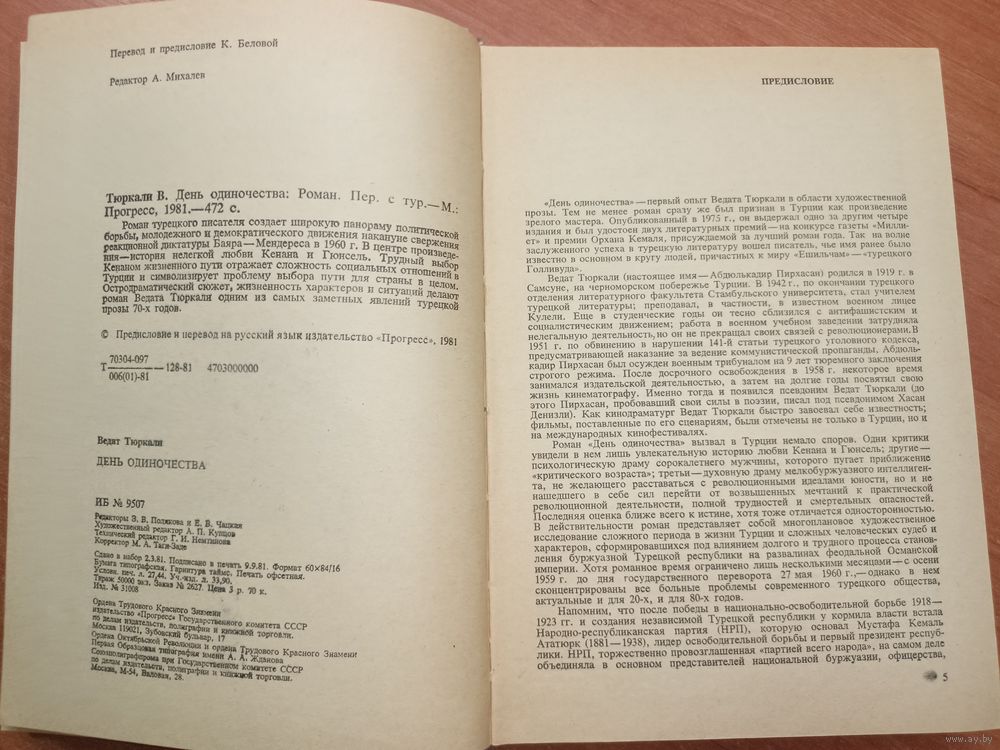 Перевод и предисловие К. Беловой
Редактор А. Михалев
Тюркали В. День одиночества: Роман. Пер. с тур.—М.:
Прогресс, 1981.—472 с.
Роман турецкого писателя создает широкую панораму политической
борьбы, молодежного и демократического движения накануне свержения
реакционной диктатуры Баяра—Мендереса в 1960 г. В центре произведе-
ния—история нелегкой любви Кенана и Гюнсель. Трудный выбор
Кенаном жизненного пути отражает сложность социальных отношений в
Турции и символизирует проблему выбора пути для страны в целом.
Остродраматический сюжет, жизненность характеров и ситуаций делают
роман Ведата Тюркали одним из самых заметных явлений турецкой
прозы 70-х годов.
© Предисловие и перевод на русский язык издательство «Прогресс», 1981
70304-097
Т———128-81 4703000000
006(01)-81
Ведат Тюркали
ДЕНЬ ОДИНОЧЕСТВА
ИБ № 9507
Редакторы З. В. Полякова и Е. В. Чацкая
Художественный редактор А. П. Купцов
Технический редактор Г. И. Немтинова
Корректор М. А. Таги-Заде
Сдано в набор 2.3.81. Подписано в печать 9.9.81. Формат 60×84/16
Бумага типографская. Гарнитура таймс. Печать офсетная.
Услови. печ. л. 27,44. Уч.-изд. л. 33,90.
Тираж 50000 экз. Заказ № 2627. Цена 3 р. 70 к.
Изд. № 31008
Ордена Трудового Красного Знамени
издательство «Прогресс» Государственного комитета СССР
по делам издательств, полиграфии и книжной торговли.
Москва 119021, Зубовский бульвар, 17
Ордена Октябрьской Революции и ордена Трудового Красного Знамени
Первая Образцовая типография имени А. А. Жданова
Союзполиграфпрома при Государственном комитете СССР
по делам издательств, полиграфии и книжной торговли.
Москва, М-54, Валовая, 28.
ПРЕДИСЛОВИЕ
«День одиночества»—первый опыт Ведата Тюркали в области художественной
прозы. Тем не менее роман сразу же был признан в Турции как произведение
зрелого мастера. Опубликованный в 1975 г., он выдержал одно за другим четыре
издания и был удостоен двух литературных премий—на конкурсе газеты «Милли-
ет» и премии Орхана Кемаля, присуждаемой за лучший роман года. Так на волне
заслуженного успеха в турецкую литературу вошел писатель, чье имя ранее было
известно в основном в кругу людей, причастных к миру «Ешильчам»—«турецкого
Голливуда».
Ведат Тюркали (настоящее имя—Абдюлькадир Пирхасан) родился в 1919 г. в
Самсуне, на черноморском побережье Турции. В 1942 г., по окончании турецкого
отделения литературного факультета Стамбульского университета, стал учителем
турецкой литературы; преподавал, в частности, в известном военном лицее
Кулели. Еще в студенческие годы он тесно сблизился с антифашистским и
социалистическим движением; работа в военном учебном заведении затрудняла
нелегальную деятельность, но он не прекращал своих связей с революционерами. В
1951 г. по обвинению в нарушении 141-й статьи турецкого уголовного кодекса,
предусматривающей наказание за ведение коммунистической пропаганды, Абдюль-
кадир Пирхасан был осужден военным трибуналом на 9 лет тюремного заключения
строгого режима. После досрочного освобождения в 1958 г. некоторое время
занимался издательской деятельностью, а затем на долгие годы посвятил свою
жизнь кинематографу. Именно тогда и появился псевдоним Ведат Тюркали (до
этого Пирхасан, пробовавший свои силы в поэзии, писал под псевдонимом Хасан
Денизли). Как кинодраматург Ведат Тюркали быстро завоевал себе известность;
фильмы, поставленные по его сценариям, были отмечены не только в Турции, но и
на международных кинофестивалях.
Роман «День одиночества» вызвал в Турции немало споров. Одни критики
увидели в нем лишь увлекательную историю любви Кенана и Гюнсель; другие—
психологическую драму сорокалетнего мужчины, которого пугает приближение
«критического возраста»; третьи—духовную драму мелкобуржуазного интеллиген-
та, не желающего расставаться с революционными идеалами юности, но и не
нашедшего в себе сил перейти от возвышенных мечтаний к практической
революционной деятельности, полной трудностей и смертельных опасностей.
Последняя оценка ближе всего к истине, хотя тоже отличается односторонностью.
В действительности роман представляет собой многоплановое художественное
исследование сложного периода в жизни Турции и сложных человеческих судеб и
характеров, сформировавшихся под влиянием долгого и трудного процесса станов-
ления буржуазной Турецкой республики на развалинах феодальной Османской
империи. Хотя романное время ограничено лишь несколькими месяцами—с осени
1959 г. до дня государственного переворота 27 мая 1960 г.,—однако в нем
сконцентрированы все больные проблемы современного турецкого общества,
актуальные и для 20-х, и для 80-х годов.
Напомним, что после победы в национально-освободительной борьбе 1918—
1923 гг. и создания независимой Турецкой республики у кормила власти встала
Народно-республиканская партия (НРП), которую основал Мустафа Кемаль
Ататюрк (1881—1938), лидер освободительной борьбы и первый президент респуб-
лики. НРП, торжественно провозглашенная «партией всего народа», на самом деле
объединяла в основном представителей национальной буржуазии, офицерства,
5
www.ay.by